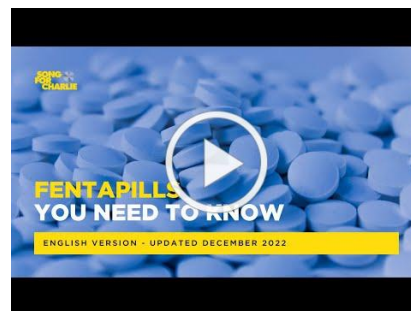 SONG
FOR
CHARLIE
FENTAPILLS
YOU NEED TO KNOW
ENGLISH VERSION - UPDATED DECEMBER 2022